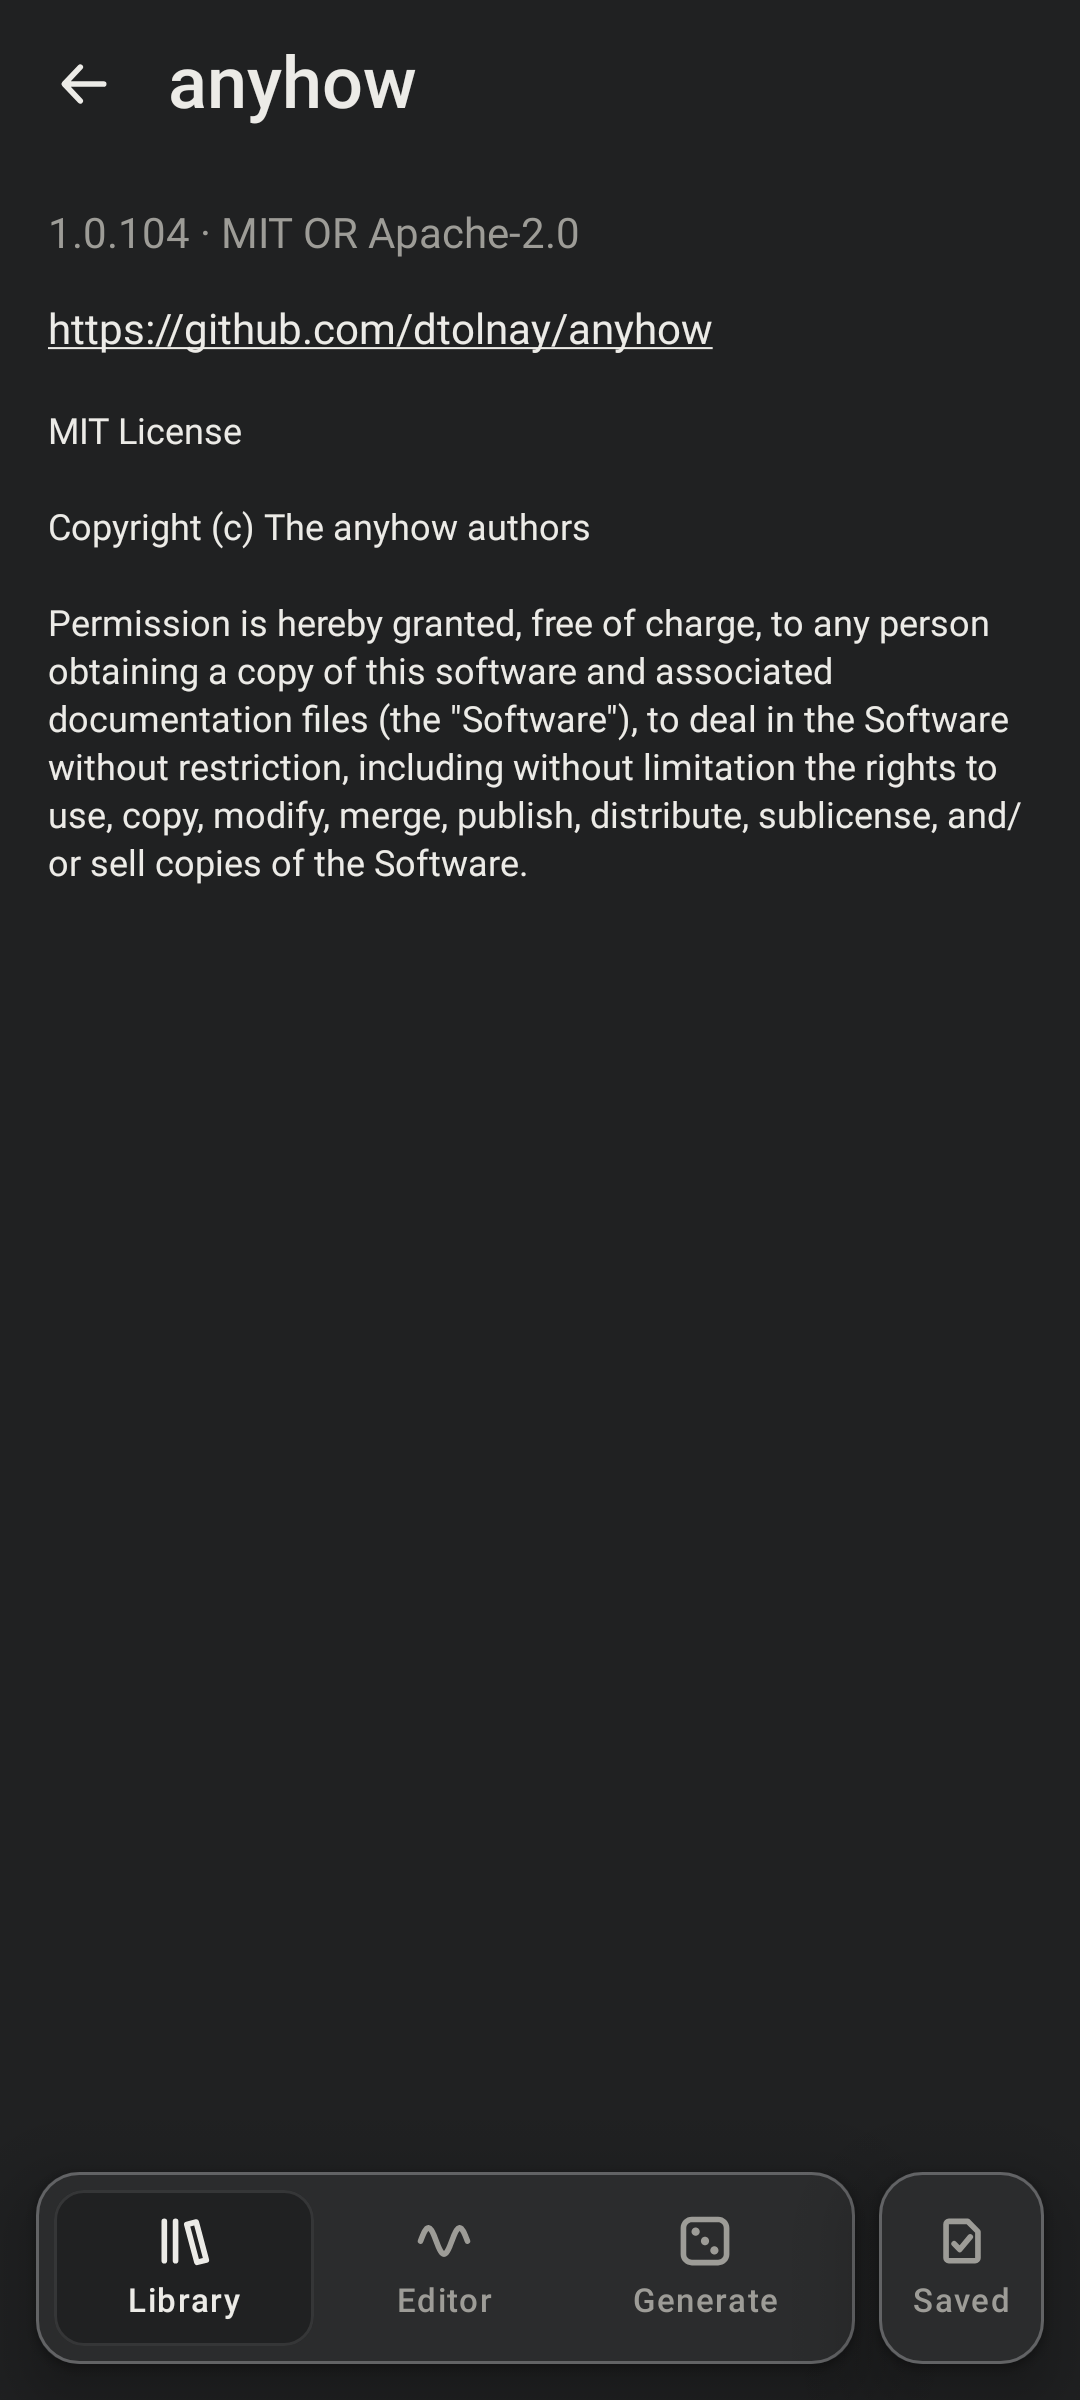 anyhow
1.0.104 · MIT OR Apache-2.0
https://github.com/dtolnay/anyhow
MIT License
Copyright (c) The anyhow authors
Permission is hereby granted, free of charge, to any person
obtaining a copy of this software and associated
documentation files (the "Software"), to deal in the Software
without restriction, including without limitation the rights to
use, copy, modify, merge, publish, distribute, sublicense, and/
or sell copies of the Software.
Library
Editor
Generate
Saved